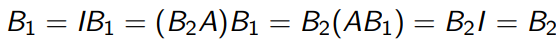 B₁ = IB₁ = (B₂A)B₁ = B₂(AB₁) = B₂I = B₂